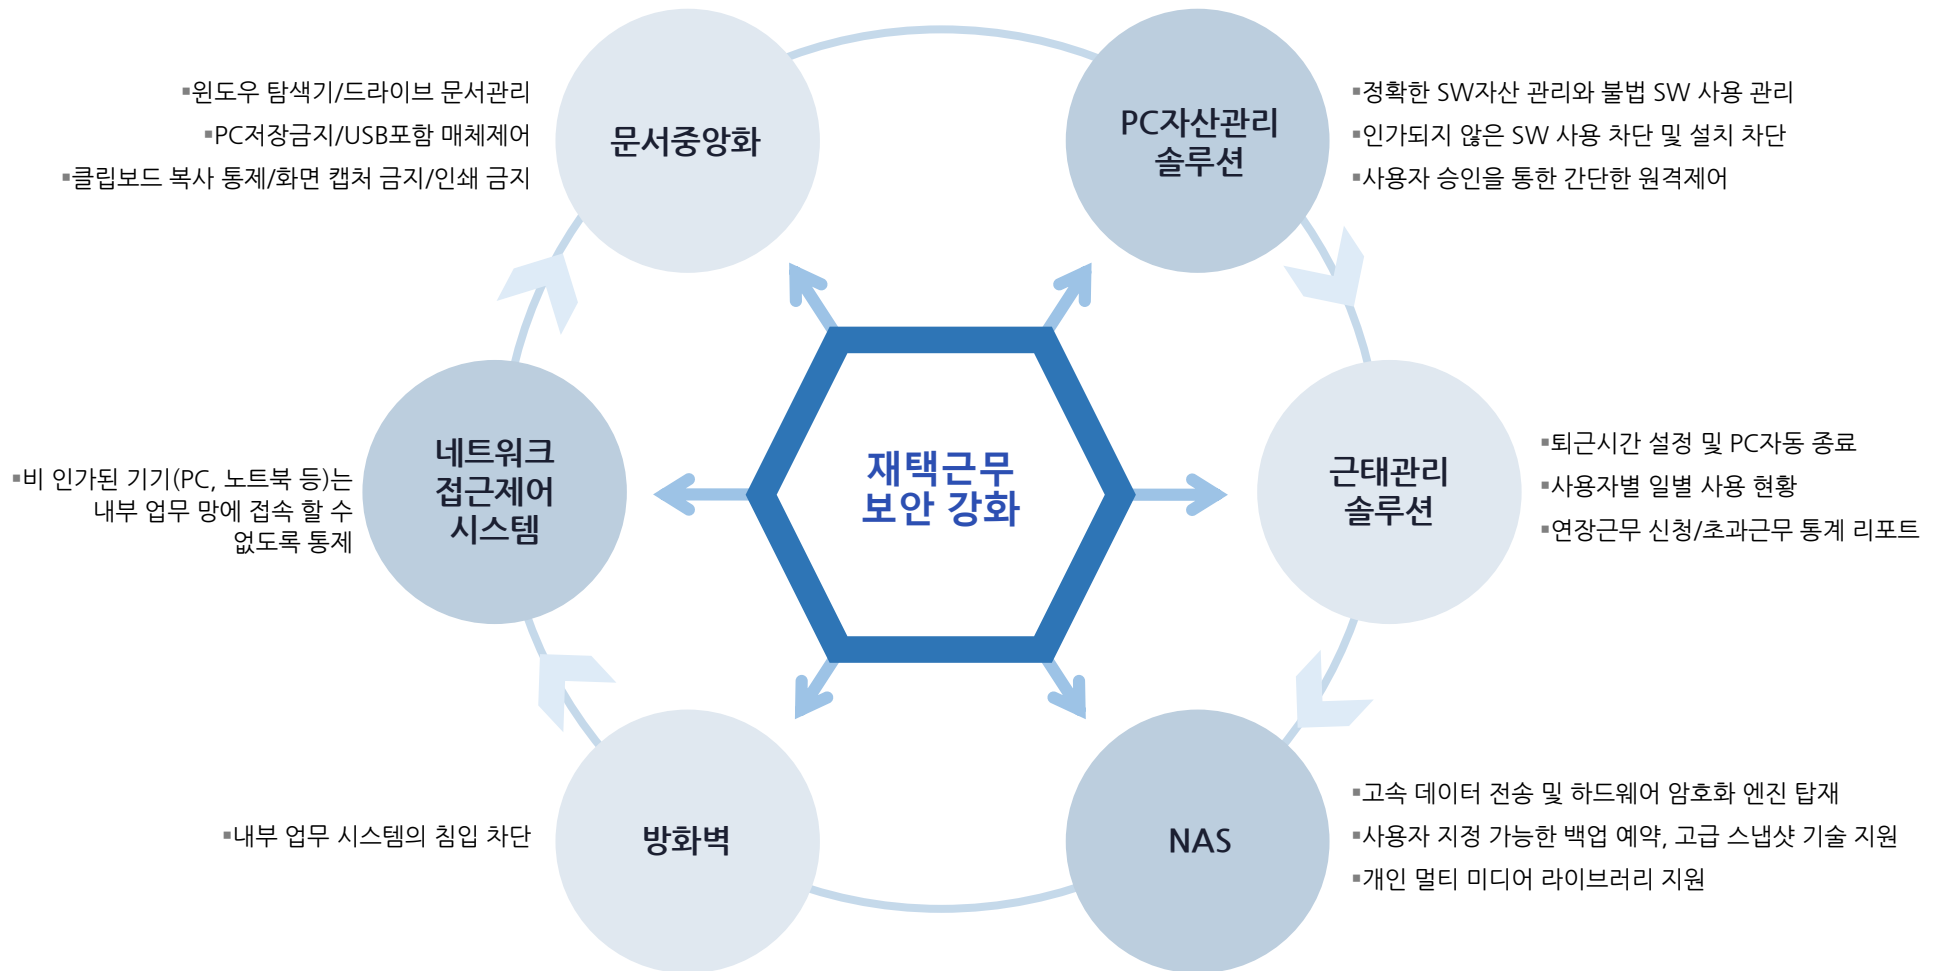 ▪윈도우 탐색기/드라이브 문서관리
▪PC저장금지/USB포함 매체제어
▪클립보드 복사 통제/화면 캡처 금지/인쇄 금지
문서중앙화
PC자산관리
솔루션
▪정확한 SW자산 관리와 불법 SW 사용 관리
▪인가되지 않은 SW 사용 차단 및 설치 차단
▪사용자 승인을 통한 간단한 원격제어
▪비 인가된 기기(PC, 노트북 등)는
내부 업무 망에 접속 할 수
없도록 통제
네트워크
접근제어
시스템
재택근무
보안 강화
근태관리
솔루션
▪퇴근시간 설정 및 PC자동 종료
▪사용자별 일별 사용 현황
▪연장근무 신청/초과근무 통계 리포트
▪내부 업무 시스템의 침입 차단
방화벽
NAS
▪고속 데이터 전송 및 하드웨어 암호화 엔진 탑재
▪사용자 지정 가능한 백업 예약, 고급 스냅샷 기술 지원
▪개인 멀티 미디어 라이브러리 지원